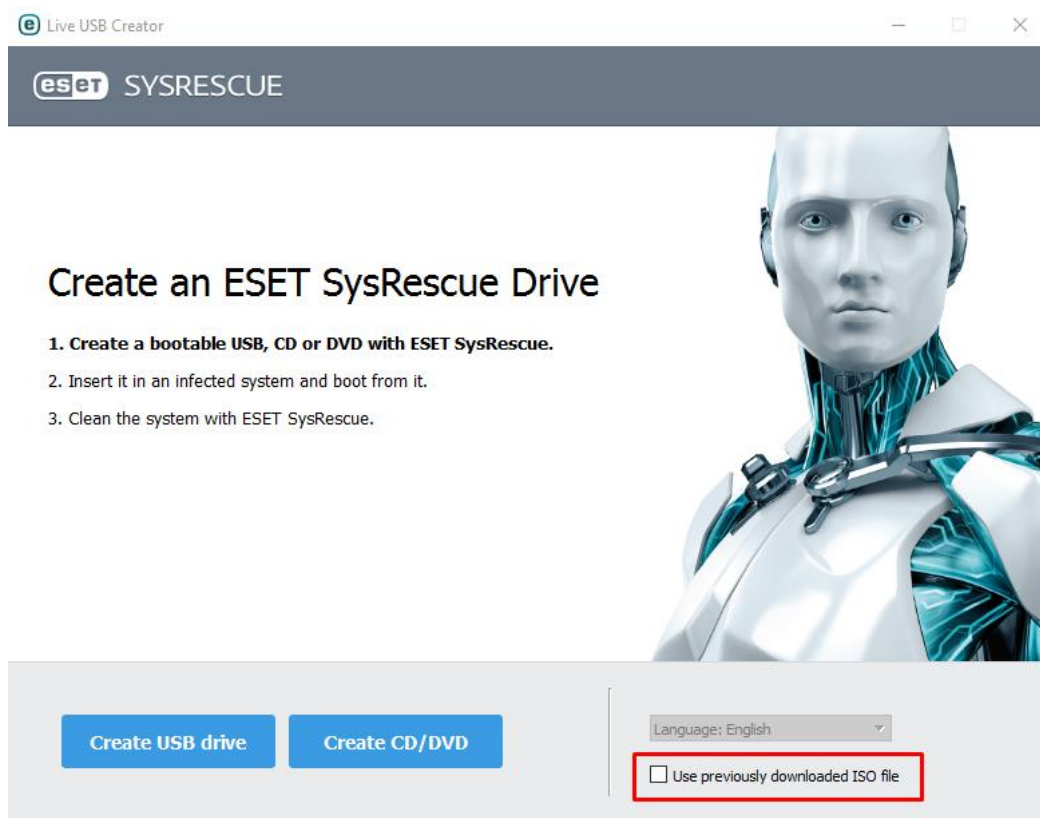 e Live USB Creator
eset SYSRESCUE
Create an ESET SysRescue Drive
1. Create a bootable USB, CD or DVD with ESET SysRescue.
2. Insert it in an infected system and boot from it.
3. Clean the system with ESET SysRescue.
Create USB drive
Create CD/DVD
Language: English
Use previously downloaded ISO file